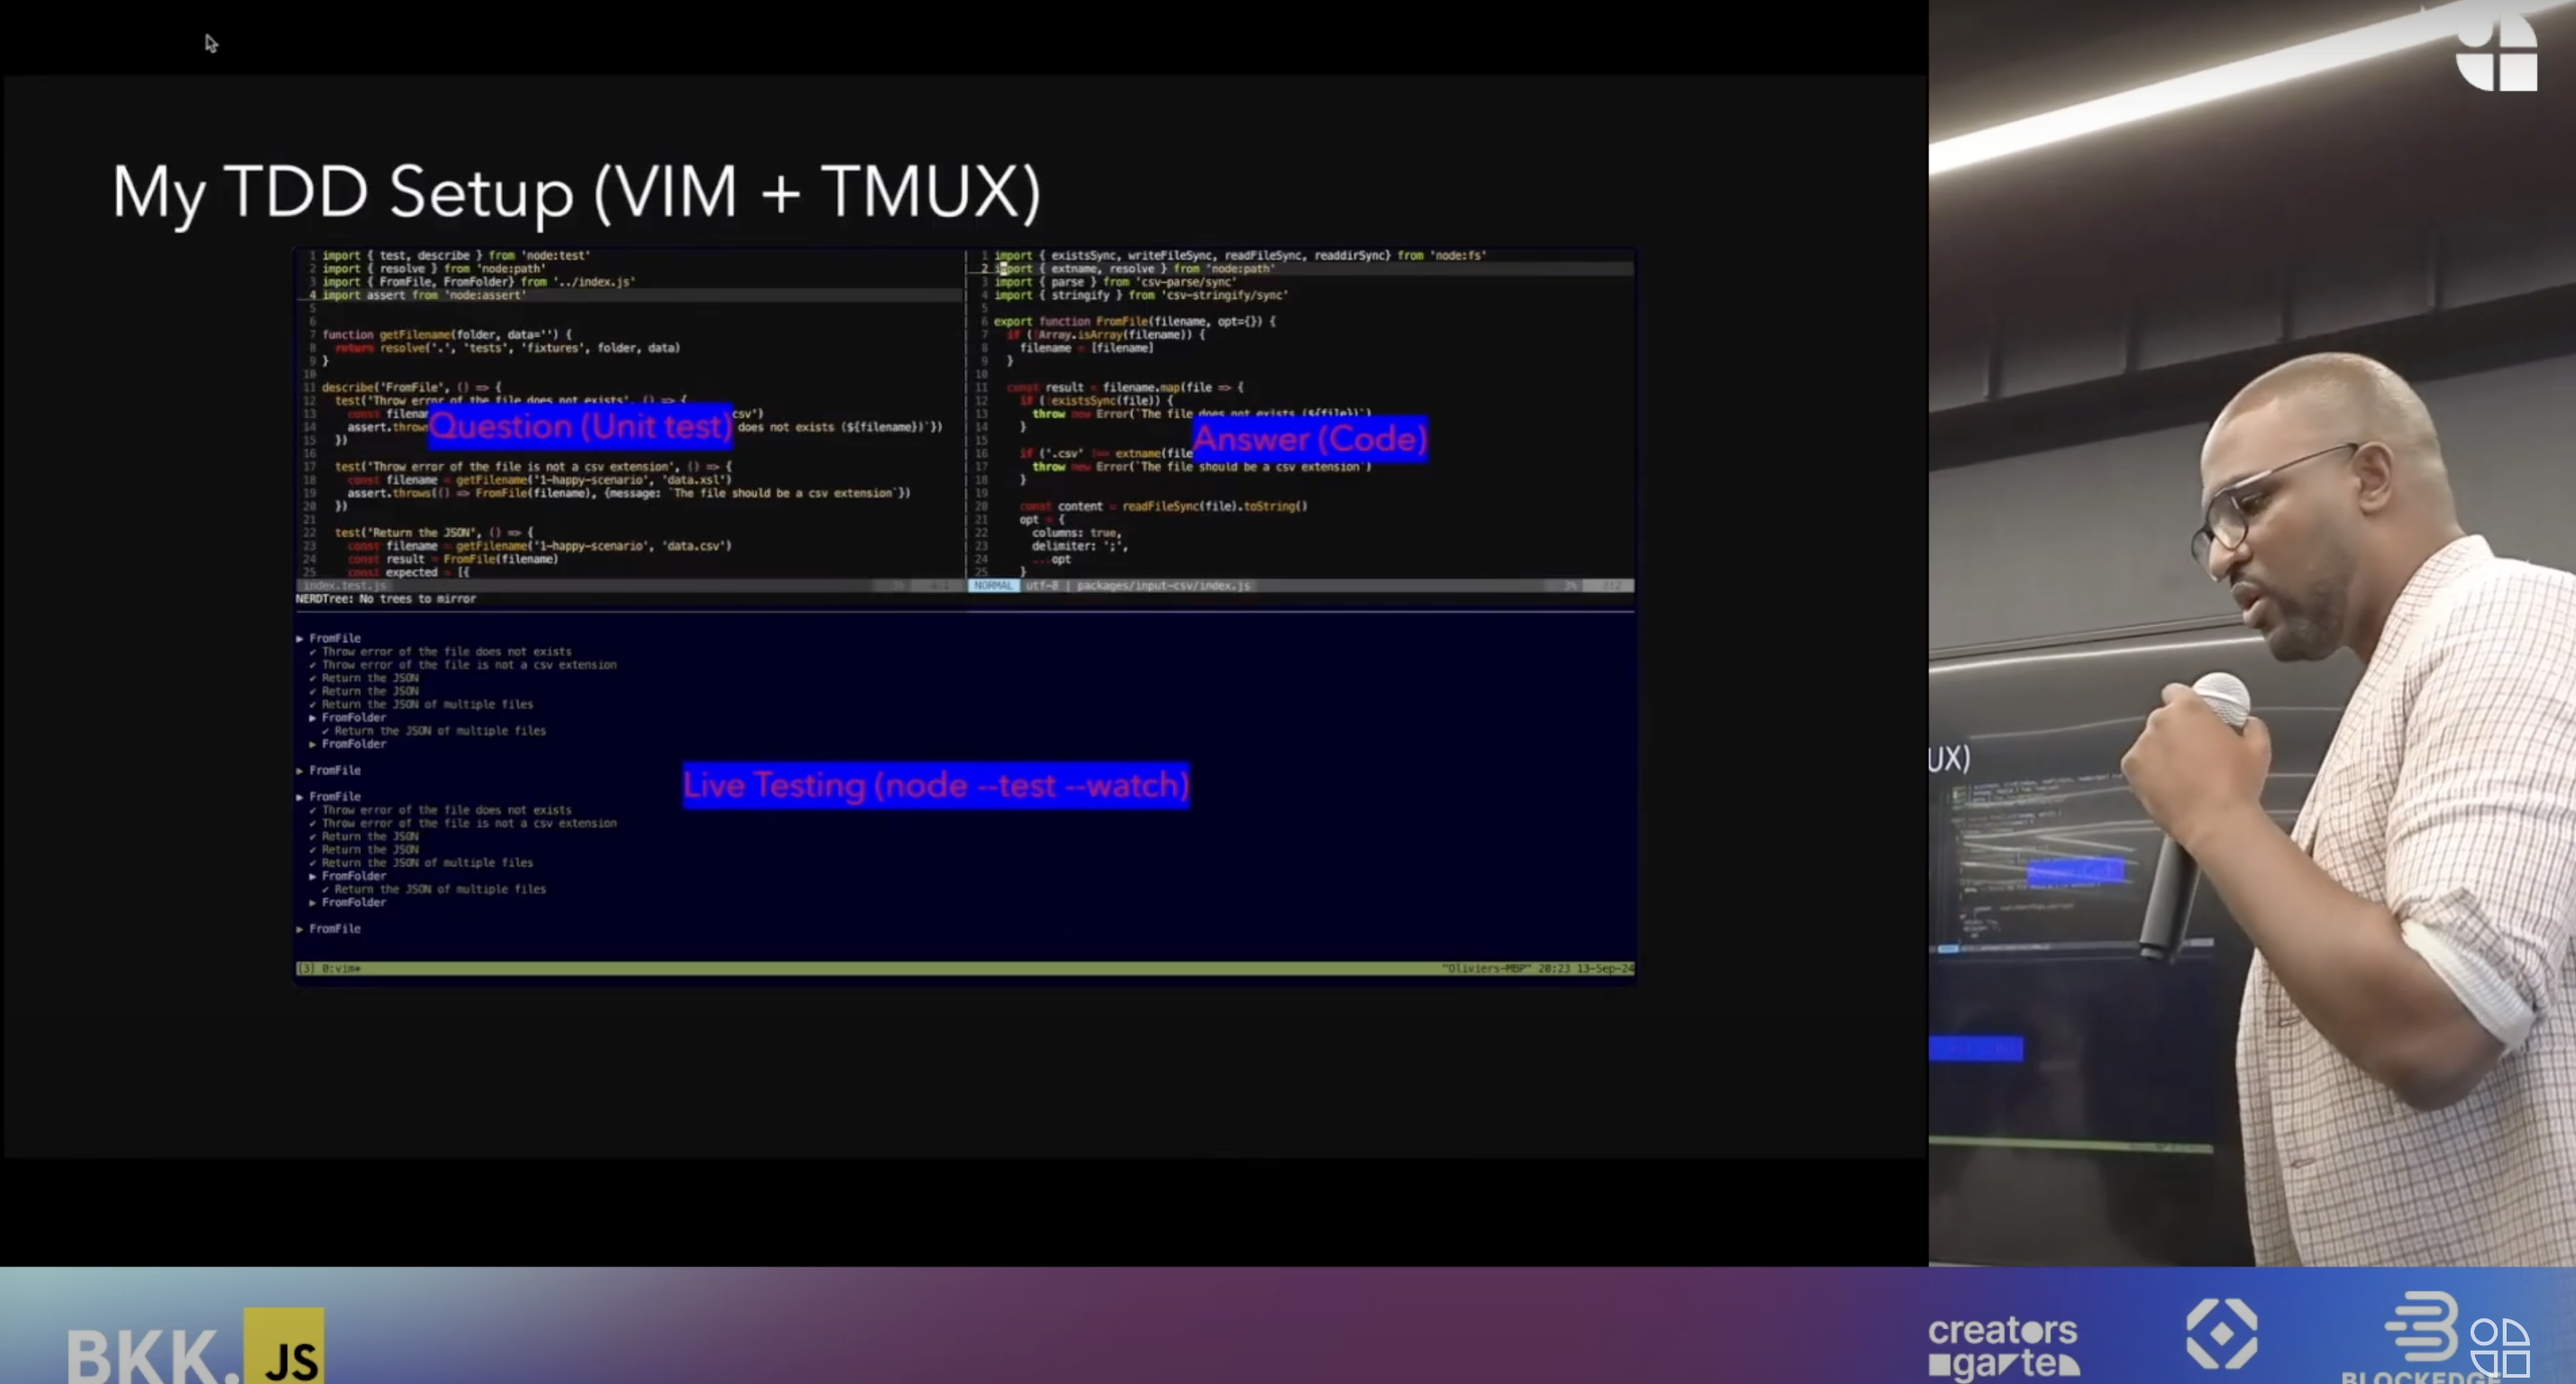 My TDD Setup (VIM + TMUX)
1 import { test, describe } from 'node:test'
2 import { resolve } from 'node:path'
3 import { FromFile, FromFolder} from '../index.js'
4 import assert from 'node:assert'
5
6
7 function getFilename(folder, data='') {
8 return resolve('.', 'tests', 'fixtures', folder, data)
9 }
10
11 describe('FromFile', () => {
12 test('Throw error of the file does not exists', () => {
13 const filenam csv')
14 assert.throw does not exists (${filename})`})
15 })
16
17 test('Throw error of the file is not a csv extension', () => {
18 const filename = getFilename('1-happy-scenario', 'data.xsl')
19 assert.throws(() => FromFile(filename), {message: `The file should be a csv extension`})
20 })
21
22 test('Return the JSON', () => {
23 const filename = getFilename('1-happy-scenario', 'data.csv')
24 const result = FromFile(filename)
25 const expected = [{
Question (Unit test)
index.test.js
NERDTree: No trees to mirror
1 import { existsSync, writeFileSync, readFileSync, readdirSync} from 'node:fs'
2 import { extname, resolve } from 'node:path'
3 import { parse } from 'csv-parse/sync'
4 import { stringify } from 'csv-stringify/sync'
5
6 export function FromFile(filename, opt={}) {
7 if (!Array.isArray(filename)) {
8 filename = [filename]
9 }
10
11 const result = filename.map(file => {
12 if (!existsSync(file)) {
13 throw new Error(`The file does not exists (${file})`)
14 }
15
16 if ('.csv' !== extname(file
17 throw new Error(`The file should be a csv extension`)
18 }
19
20 const content = readFileSync(file).toString()
21 opt = {
22 columns: true,
23 delimiter: ';',
24 ...opt
25 }
Answer (Code)
NORMAL utf-8 | packages/input-csv/index.js 3%
▶ FromFile
✔ Throw error of the file does not exists
✔ Throw error of the file is not a csv extension
✔ Return the JSON
✔ Return the JSON
✔ Return the JSON of multiple files
▶ FromFolder
✔ Return the JSON of multiple files
▶ FromFolder
▶ FromFile
▶ FromFile
✔ Throw error of the file does not exists
✔ Throw error of the file is not a csv extension
✔ Return the JSON
✔ Return the JSON
✔ Return the JSON of multiple files
▶ FromFolder
✔ Return the JSON of multiple files
▶ FromFolder
▶ FromFile
Live Testing (node --test --watch)
[3] 0:vim* "Oliviers-MBP" 20:23 13-Sep-24
UX)
BKK.JS
creators
garten
BLOCKEDGE